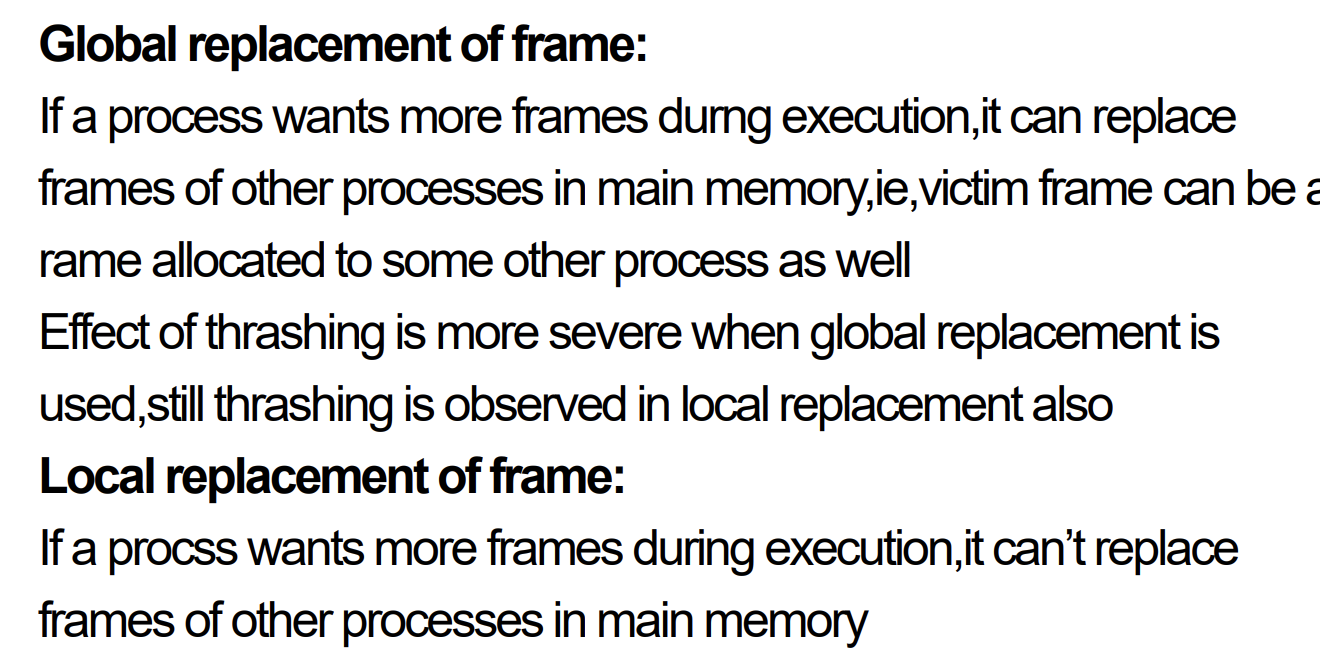 Global replacement of frame:
If a process wants more frames durng execution,it can replace
frames of other processes in main memory,ie,victim frame can be a
rame allocated to some other process as well
Effect of thrashing is more severe when global replacement is
used,still thrashing is observed in local replacement also
Local replacement of frame:
If a procss wants more frames during execution,it can’t replace
frames of other processes in main memory